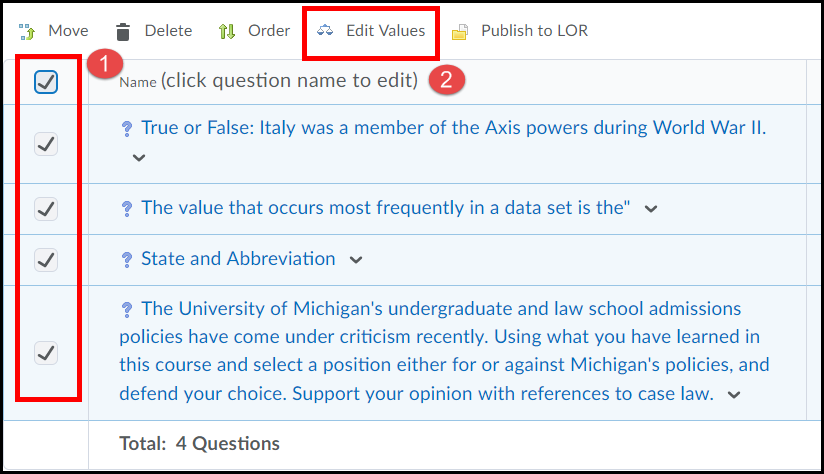 Move Delete Order Edit Values Publish to LOR
1
Name (click question name to edit) 2
? True or False: Italy was a member of the Axis powers during World War II.
? The value that occurs most frequently in a data set is the"
? State and Abbreviation
? The University of Michigan's undergraduate and law school admissions
policies have come under criticism recently. Using what you have learned in
this course and select a position either for or against Michigan's policies, and
defend your choice. Support your opinion with references to case law.
Total: 4 Questions